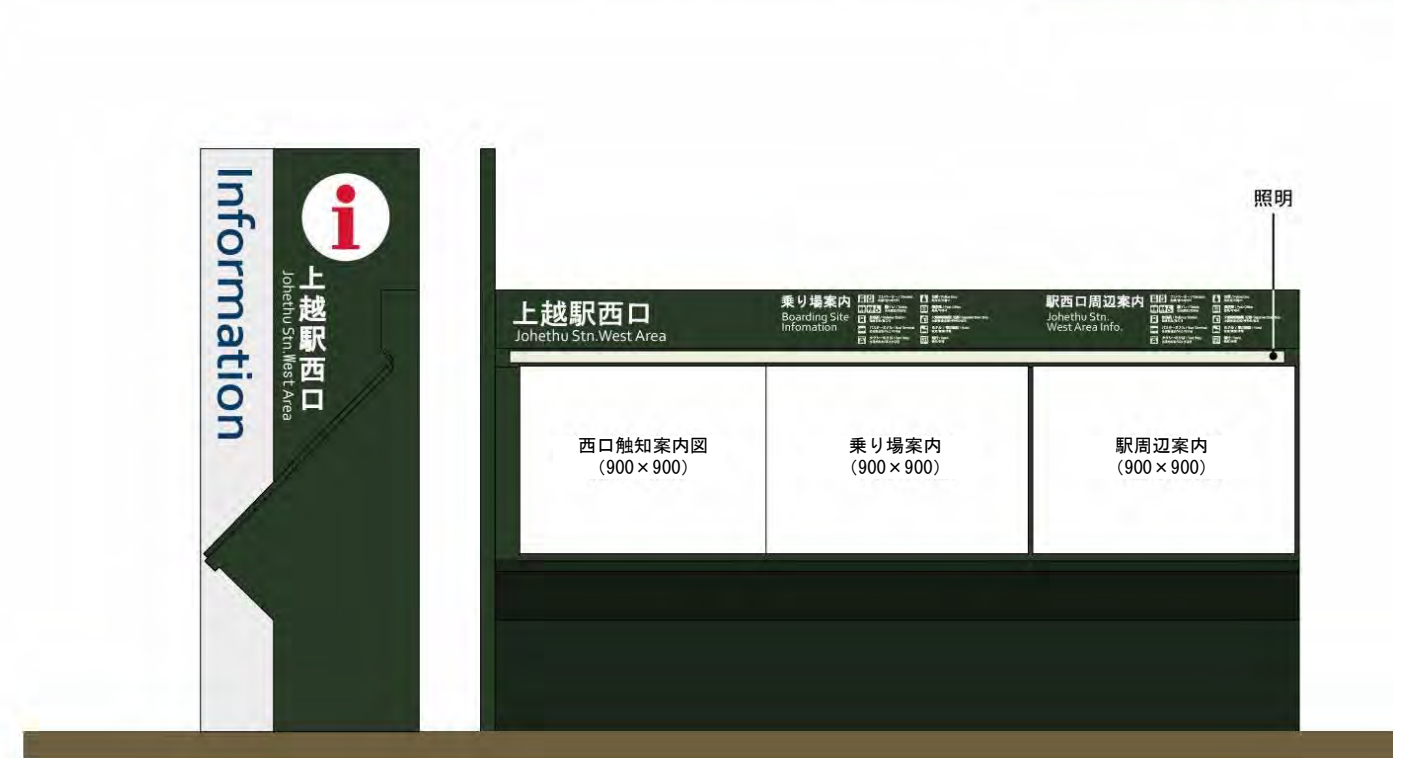 Information
i
上越駅西口
Johethu Stn.West Area
照明
上越駅西口
Johethu Stn.West Area
乗り場案内
Boarding Site
Infomation
駅西口周辺案内
Johethu Stn.
West Area Info.
西口触知案内図
(900×900)
乗り場案内
(900×900)
駅周辺案内
(900×900)